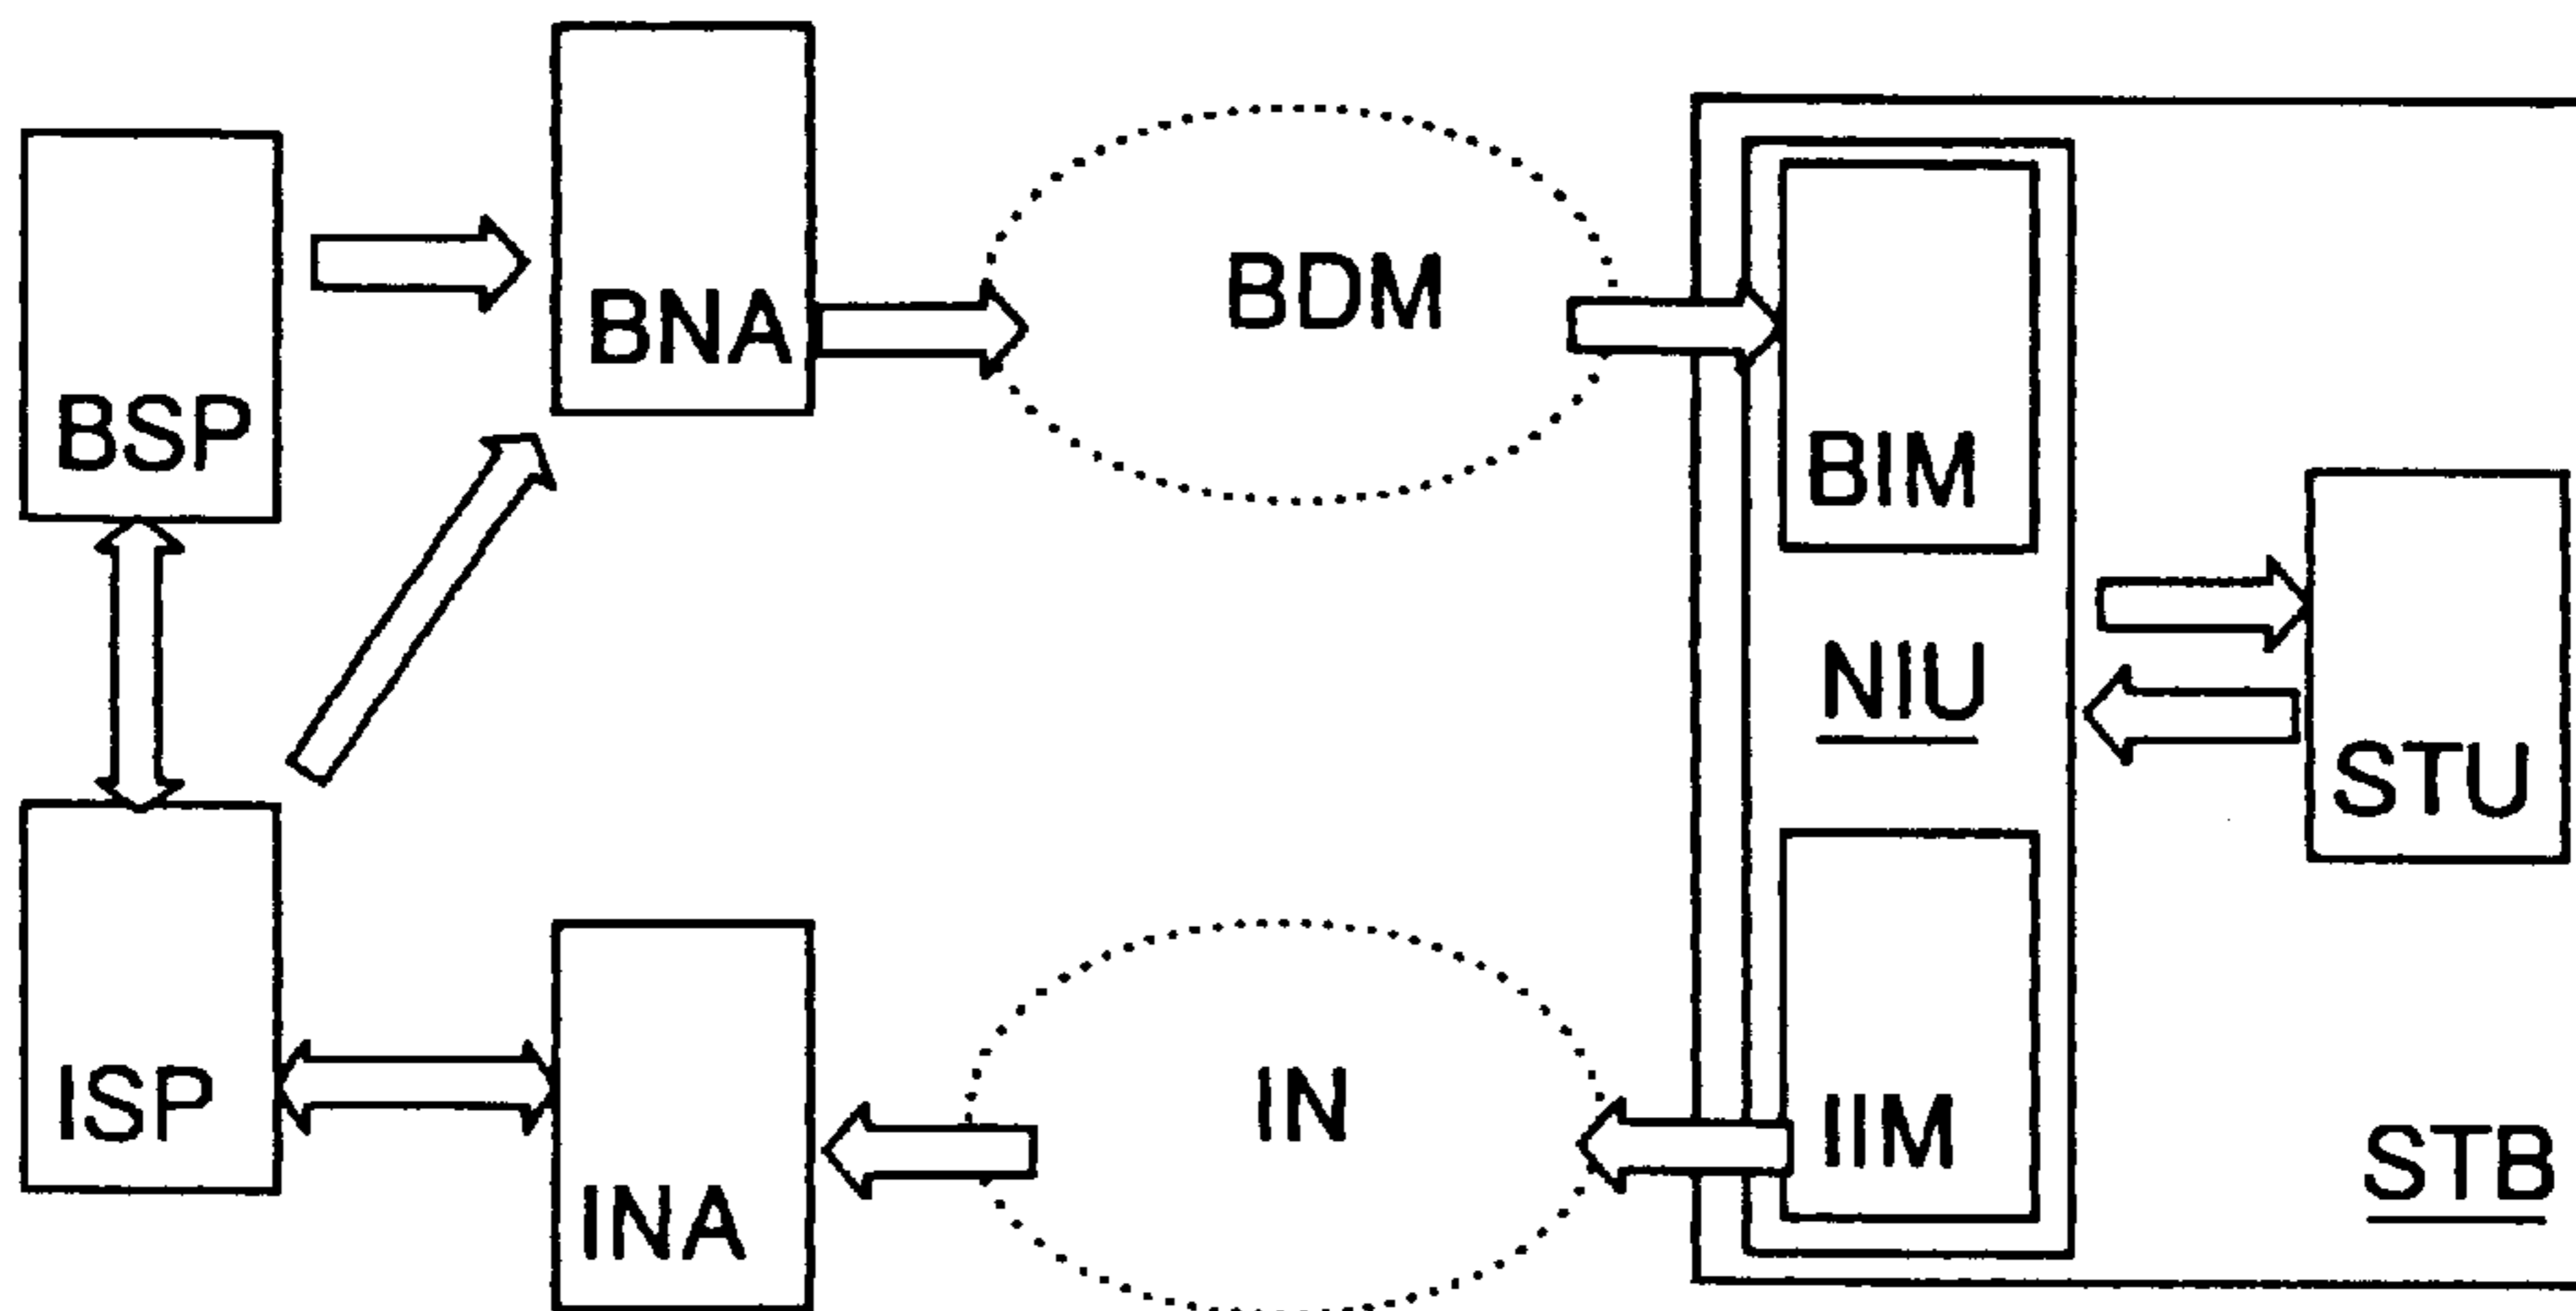 BSP
BNA
BDM
BIM
NIU
STU
ISP
INA
IN
IIM
STB